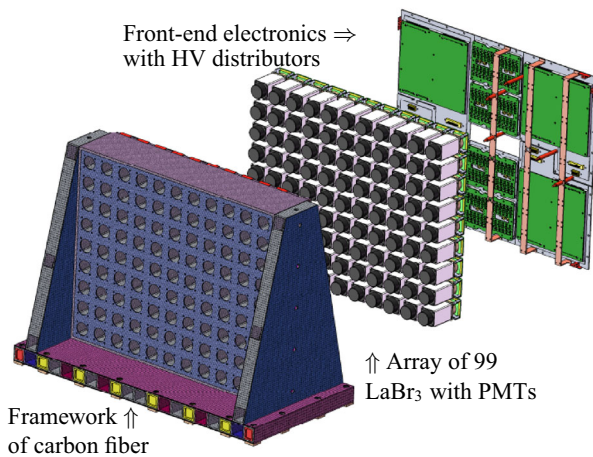 Front-end electronics ⇒
with HV distributors
⇑ Array of 99
LaBr₃ with PMTs
Framework ⇑
of carbon fiber